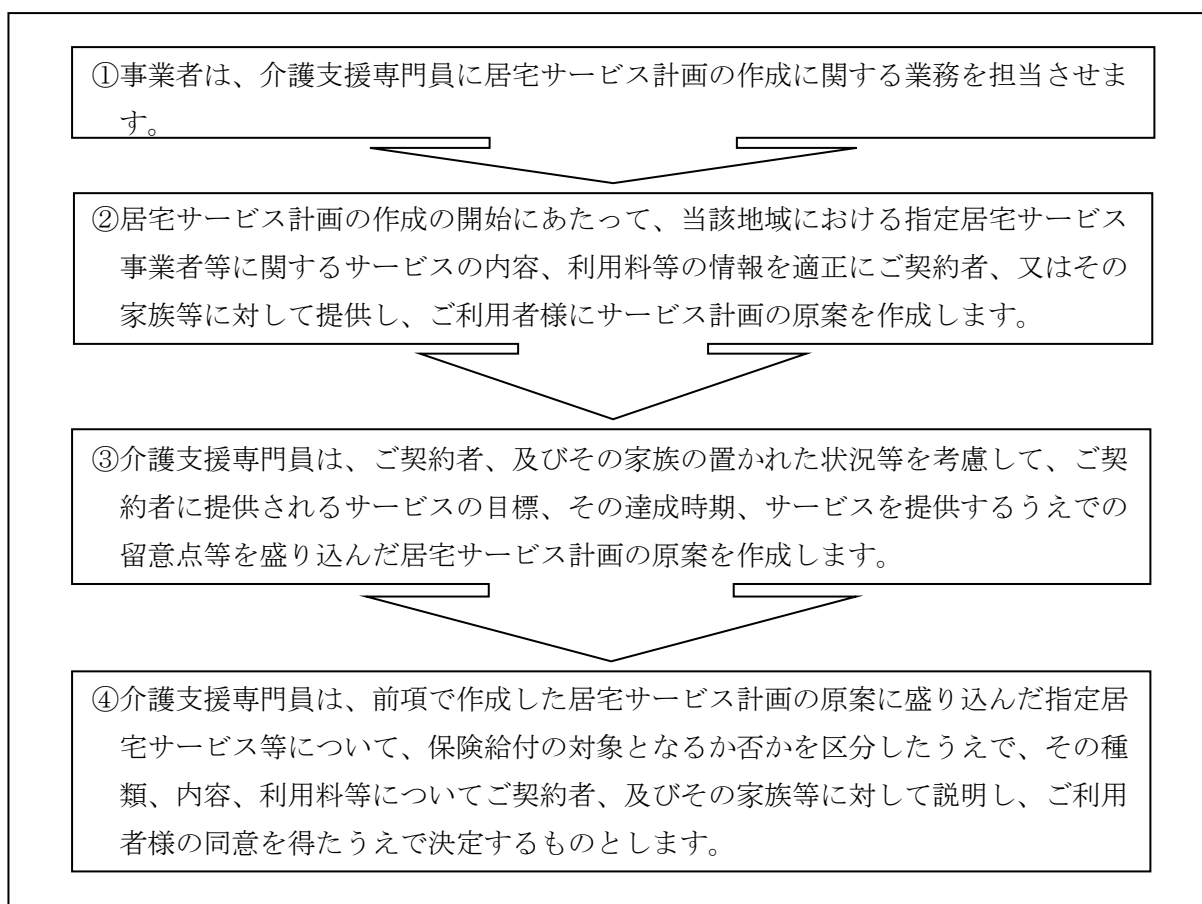 ①事業者は、介護支援専門員に居宅サービス計画の作成に関する業務を担当させま
す。
②居宅サービス計画の作成の開始にあたって、当該地域における指定居宅サービス
事業者等に関するサービスの内容、利用料等の情報を適正にご契約者、又はその
家族等に対して提供し、ご利用者様にサービス計画の原案を作成します。
③介護支援専門員は、ご契約者、及びその家族の置かれた状況等を考慮して、ご契
約者に提供されるサービスの目標、その達成時期、サービスを提供するうえでの
留意点等を盛り込んだ居宅サービス計画の原案を作成します。
④介護支援専門員は、前項で作成した居宅サービス計画の原案に盛り込んだ指定居
宅サービス等について、保険給付の対象となるか否かを区分したうえで、その種
類、内容、利用料等についてご契約者、及びその家族等に対して説明し、ご利用
者様の同意を得たうえで決定するものとします。